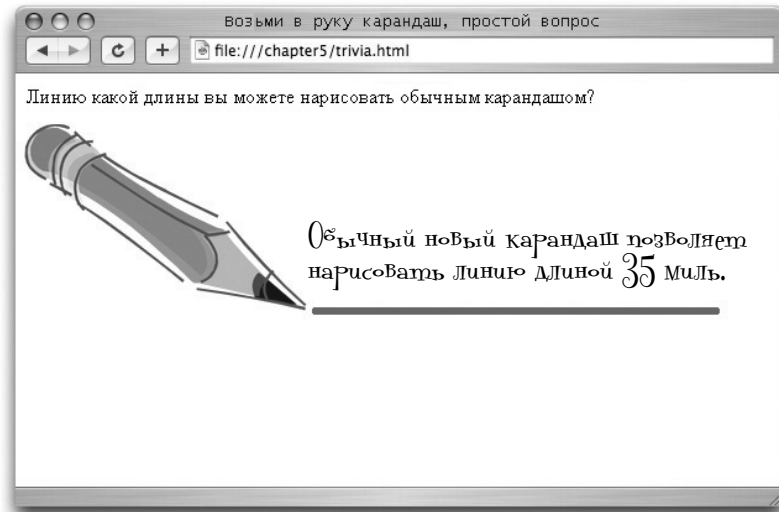 Возьми в руку карандаш, простой вопрос
file:///chapter5/trivia.html
Линию какой длины вы можете нарисовать обычным карандашом?
Обычный новый карандаш позволяет
нарисовать линию длиной 35 миль.